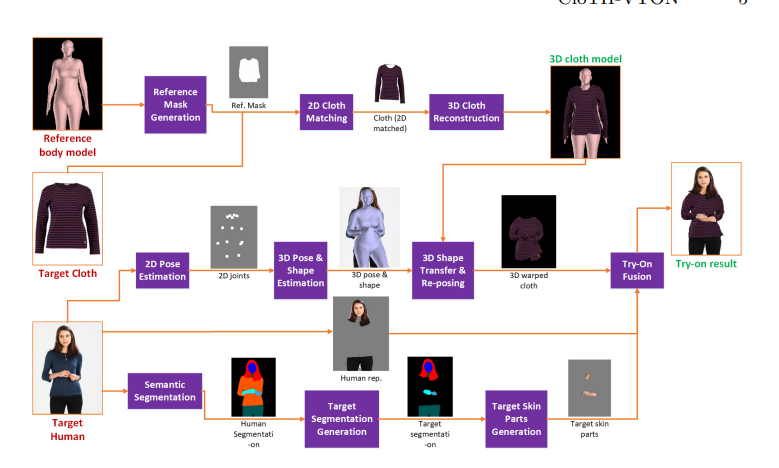 3D cloth model
Reference
Mask
Generation
Ref. Mask
2D Cloth
Matching
Cloth (2D
matched)
3D Cloth
Reconstruction
Reference
body model
Target Cloth
2D Pose
Estimation
2D joints
3D Pose &
Shape
Estimation
3D pose &
shape
3D Shape
Transfer &
Re-posing
3D warped
cloth
Try-On
Fusion
Try-on result
Human rep.
Target
Human
Semantic
Segmentation
Human
Segmentati
-on
Target
Segmentation
Generation
Target
segmentati
-on
Target Skin
Parts
Generation
Target skin
parts